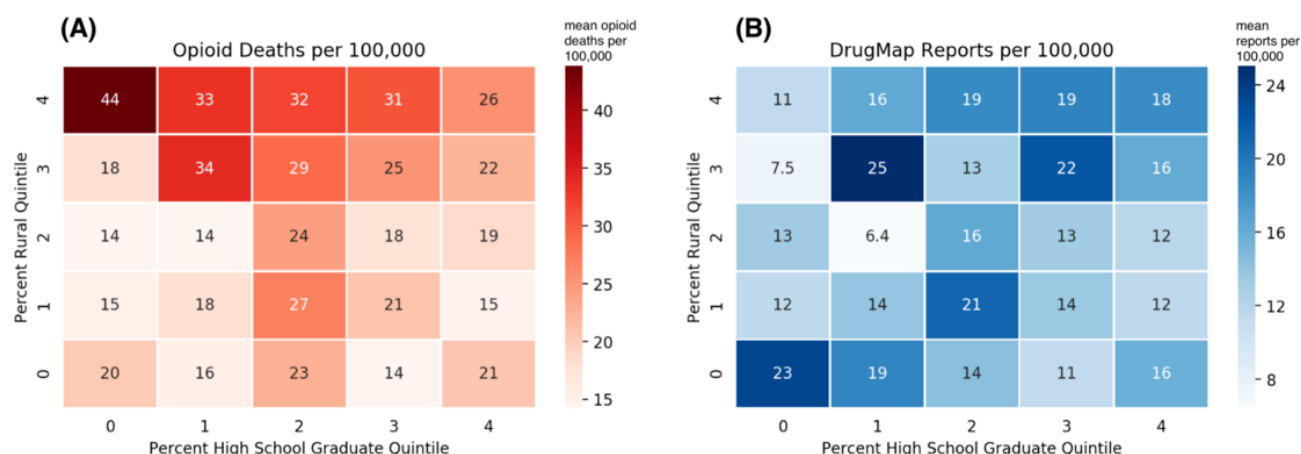 (A)
Opioid Deaths per 100,000
mean opioid
deaths per
100,000
Percent Rural Quintile
4 44 33 32 31 26
3 18 34 29 25 22
2 14 14 24 18 19
1 15 18 27 21 15
0 20 16 23 14 21
0 1 2 3 4
Percent High School Graduate Quintile
40
35
30
25
20
15
(B)
DrugMap Reports per 100,000
mean
reports per
100,000
Percent Rural Quintile
4 11 16 19 19 18
3 7.5 25 13 22 16
2 13 6.4 16 13 12
1 12 14 21 14 12
0 23 19 14 11 16
0 1 2 3 4
Percent High School Graduate Quintile
24
20
16
12
8